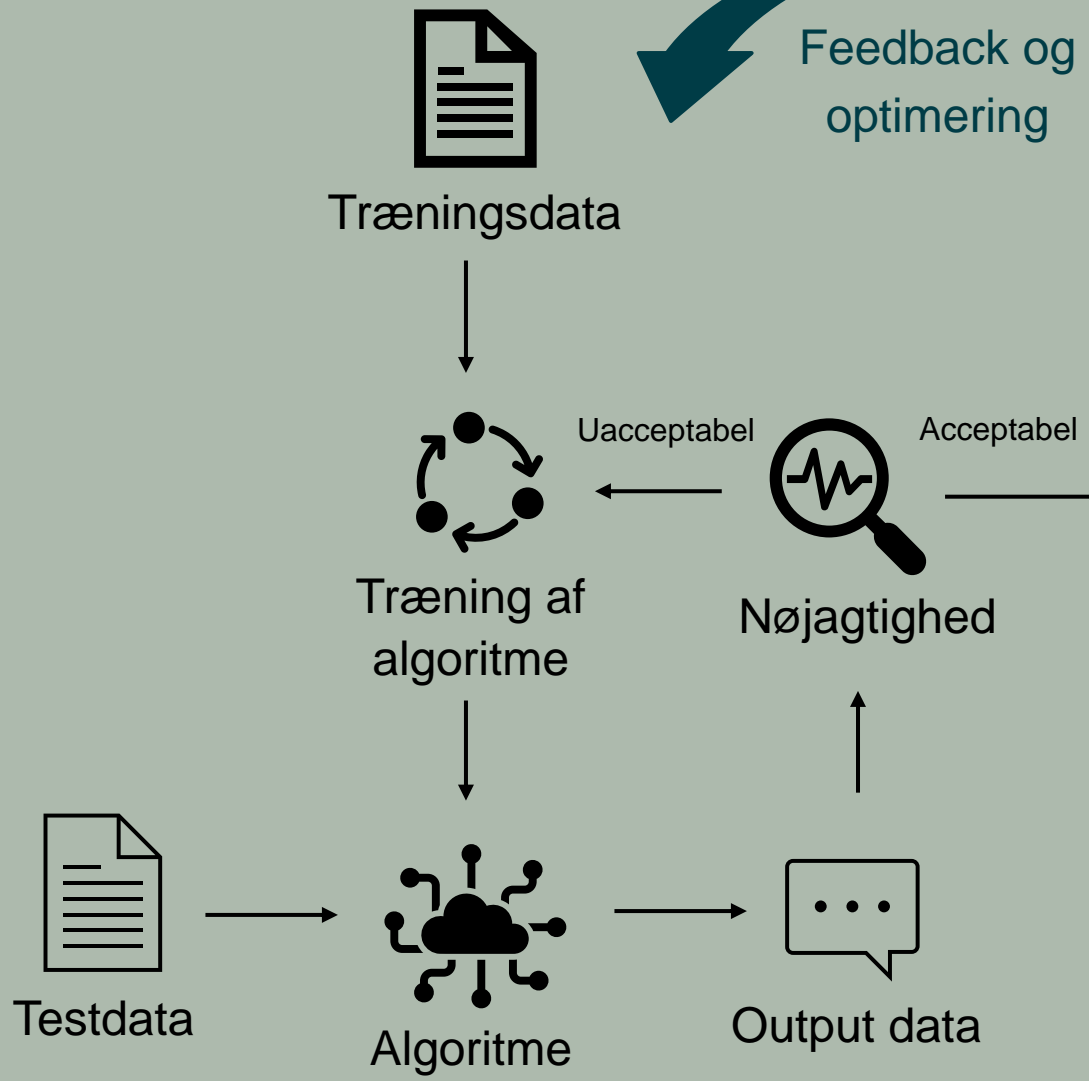 Feedback og
optimering
Træningsdata
Uacceptabel
Acceptabel
Træning af
algoritme
Nøjagtighed
Testdata
Algoritme
Output data